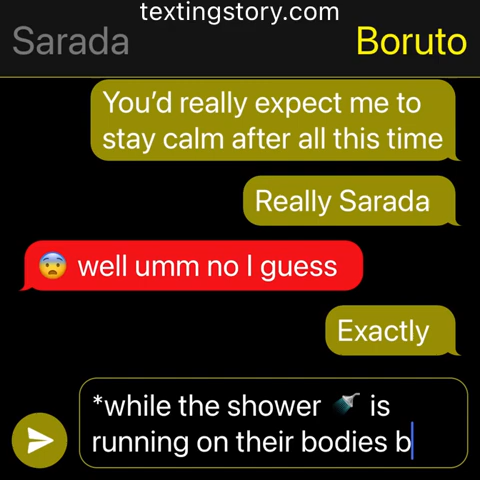 textingstory.com
Sarada
Boruto
You'd really expect me to
stay calm after all this time
Really Sarada
😨 well umm no I guess
Exactly
*while the shower 🚿 is
running on their bodies b